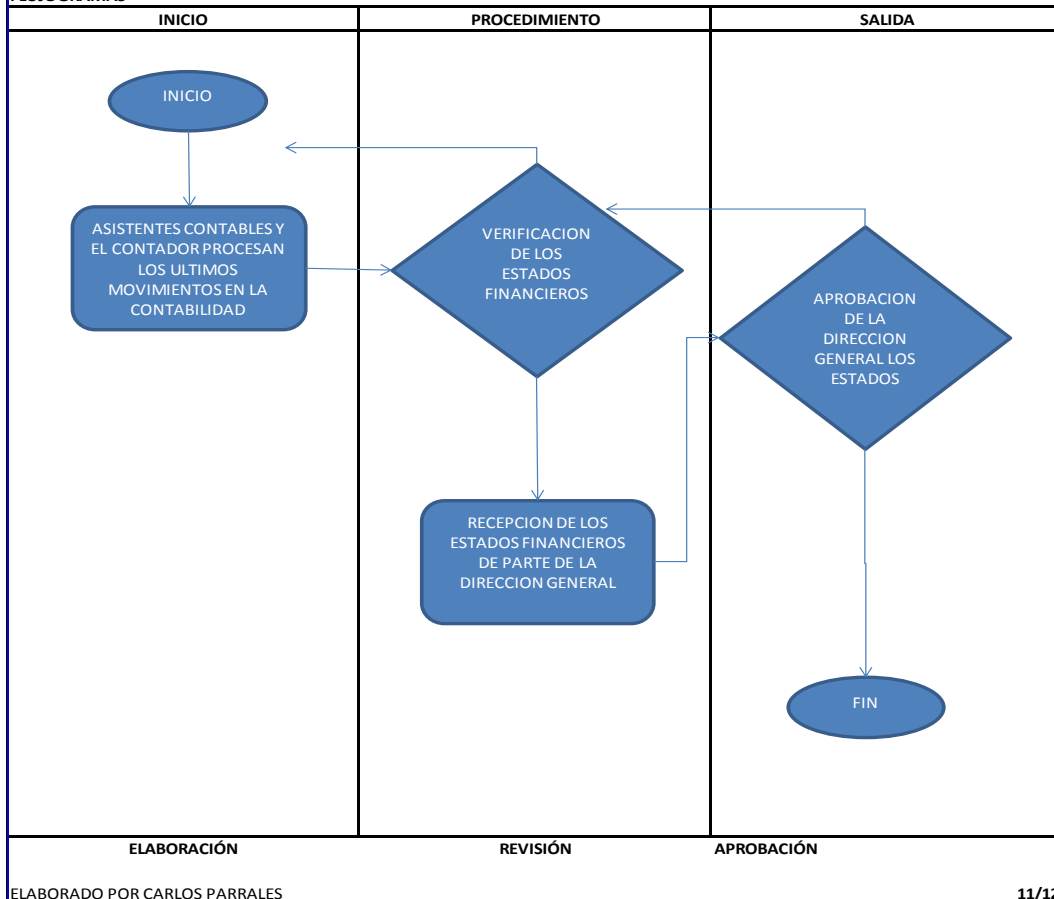 INICIO PROCEDIMIENTO SALIDA
INICIO
ASISTENTES CONTABLES Y
EL CONTADOR PROCESAN
LOS ULTIMOS
MOVIMIENTOS EN LA
CONTABILIDAD
VERIFICACION
DE LOS
ESTADOS
FINANCIEROS
RECEPCION DE LOS
ESTADOS FINANCIEROS
DE PARTE DE LA
DIRECCION GENERAL
APROBACION
DE LA
DIRECCION
GENERAL LOS
ESTADOS
FIN
ELABORACIÓN REVISIÓN APROBACIÓN
ELABORADO POR CARLOS PARRALES 11/12